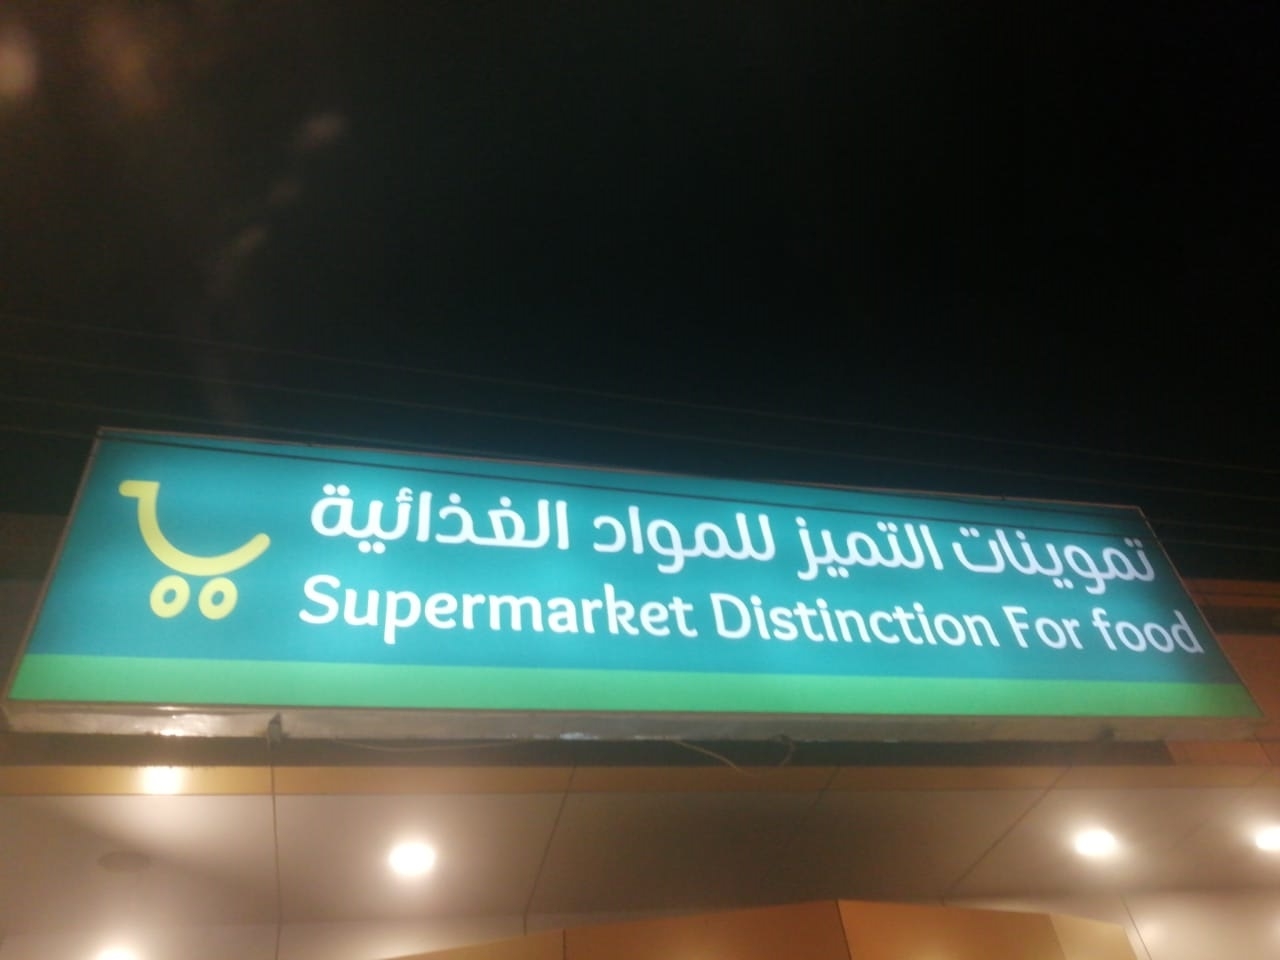 تموينات التميز للمواد الغذائية
Supermarket Distinction For food